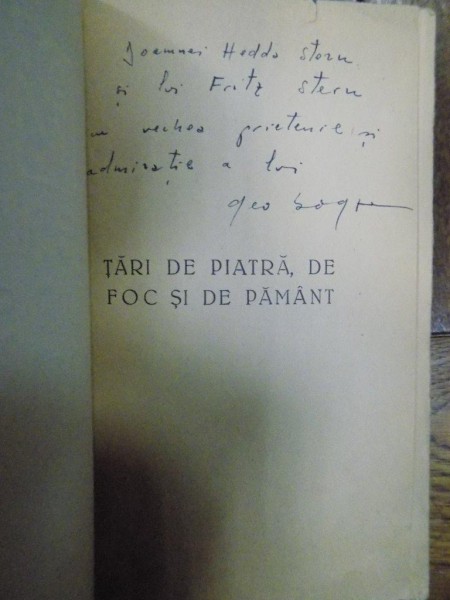 Doamnei Hedda Stern
și lui Fritz Stern
cu vechea prietenie și
admirație a lui
Geo Bogza
ȚĂRI DE PIATRĂ, DE
FOC ȘI DE PĂMÂNT